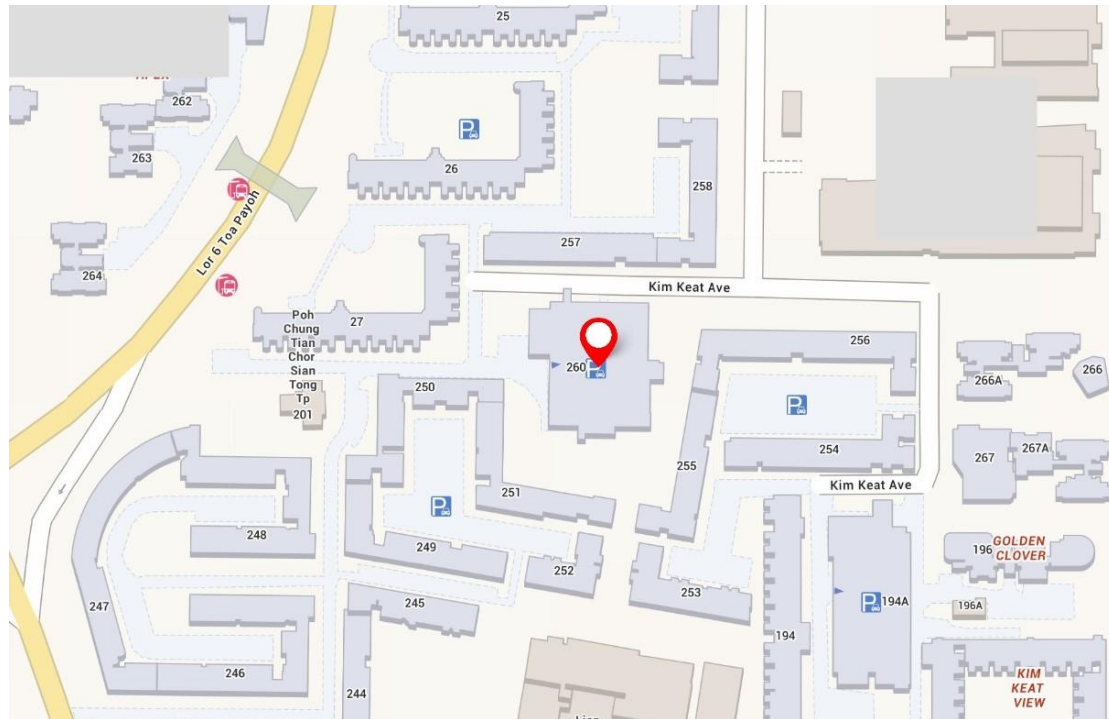 25
262
263
26
258
Lor 6 Toa Payoh
264
257
Kim Keat Ave
Poh
Chung
Tian
Chor
Sian
Tong
Tp
201
27
256
260
P
250
266A
266
254
267
267A
255
251
Kim Keat Ave
248
249
252
196
GOLDEN
CLOVER
247
245
253
194A
196A
194
246
244
KIM
KEAT
VIEW
P
P
P
P